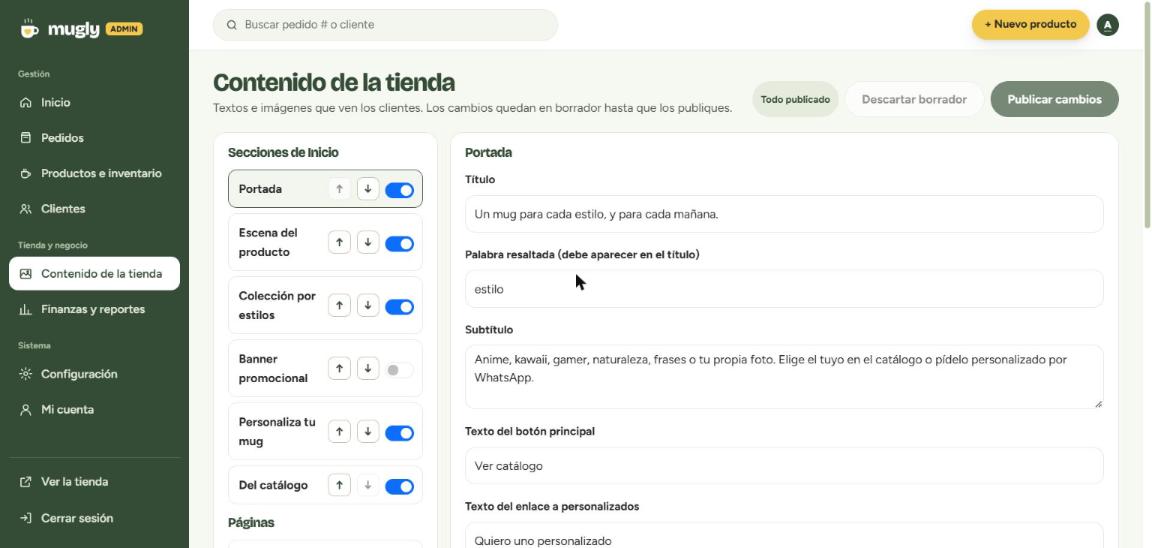 mugly ADMIN
Buscar pedido # o cliente
+ Nuevo producto
A
Gestión
Inicio
Pedidos
Productos e inventario
Clientes
Tienda y negocio
Contenido de la tienda
Finanzas y reportes
Sistema
Configuración
Mi cuenta
Ver la tienda
Cerrar sesión
Contenido de la tienda
Textos e imágenes que ven los clientes. Los cambios quedan en borrador hasta que los publiques.
Todo publicado
Descartar borrador
Publicar cambios
Secciones de Inicio
Portada
Escena del
producto
Colección por
estilos
Banner
promocional
Personaliza tu
mug
Del catálogo
Páginas
Portada
Título
Un mug para cada estilo, y para cada mañana.
Palabra resaltada (debe aparecer en el título)
estilo
Subtítulo
Anime, kawaii, gamer, naturaleza, frases o tu propia foto. Elige el tuyo en el catálogo o pídelo personalizado por
WhatsApp.
Texto del botón principal
Ver catálogo
Texto del enlace a personalizados
Quiero uno personalizado